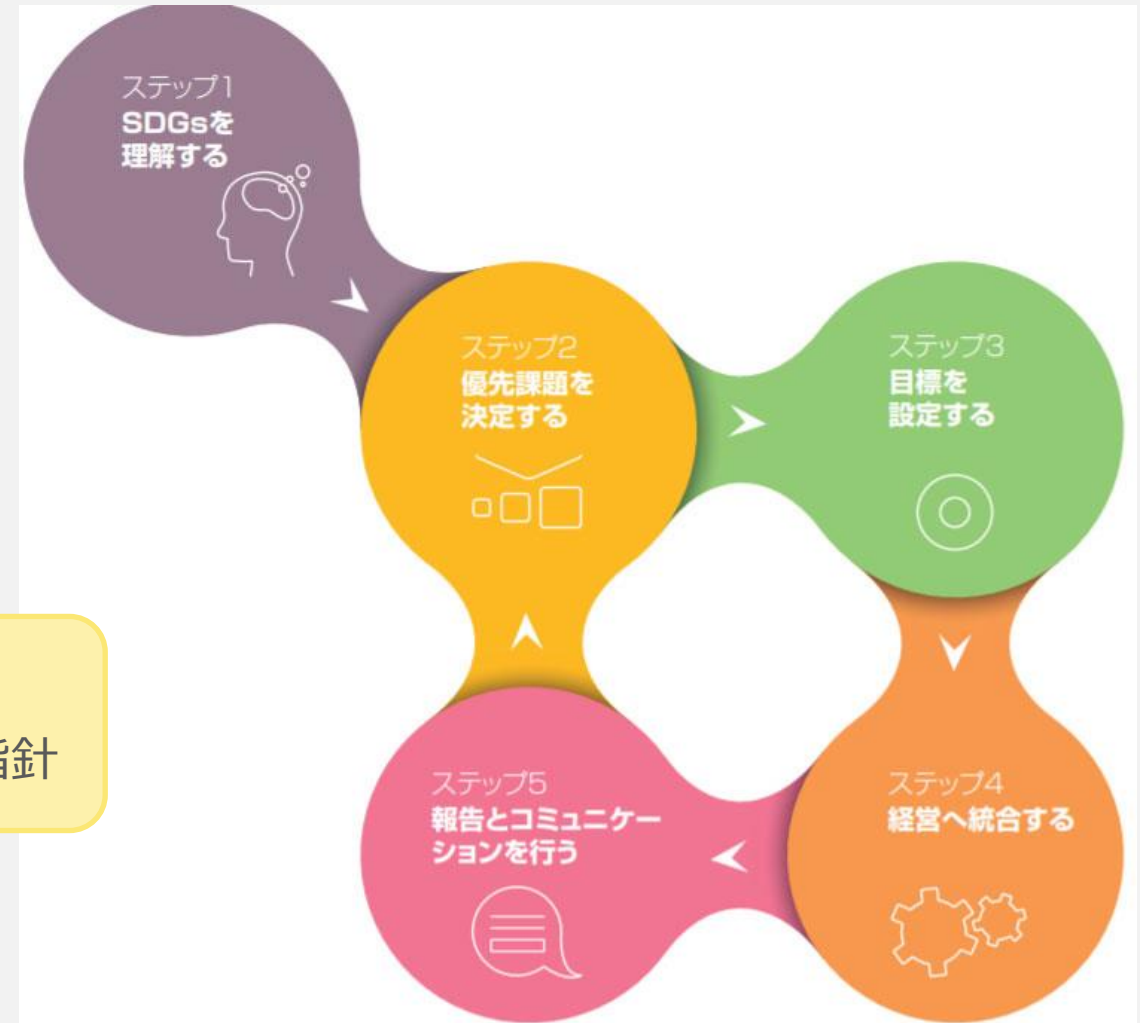 ステップ1
SDGsを
理解する
ステップ2
優先課題を
決定する
ステップ3
目標を
設定する
指針
ステップ5
報告とコミュニケー
ションを行う
ステップ4
経営へ統合する